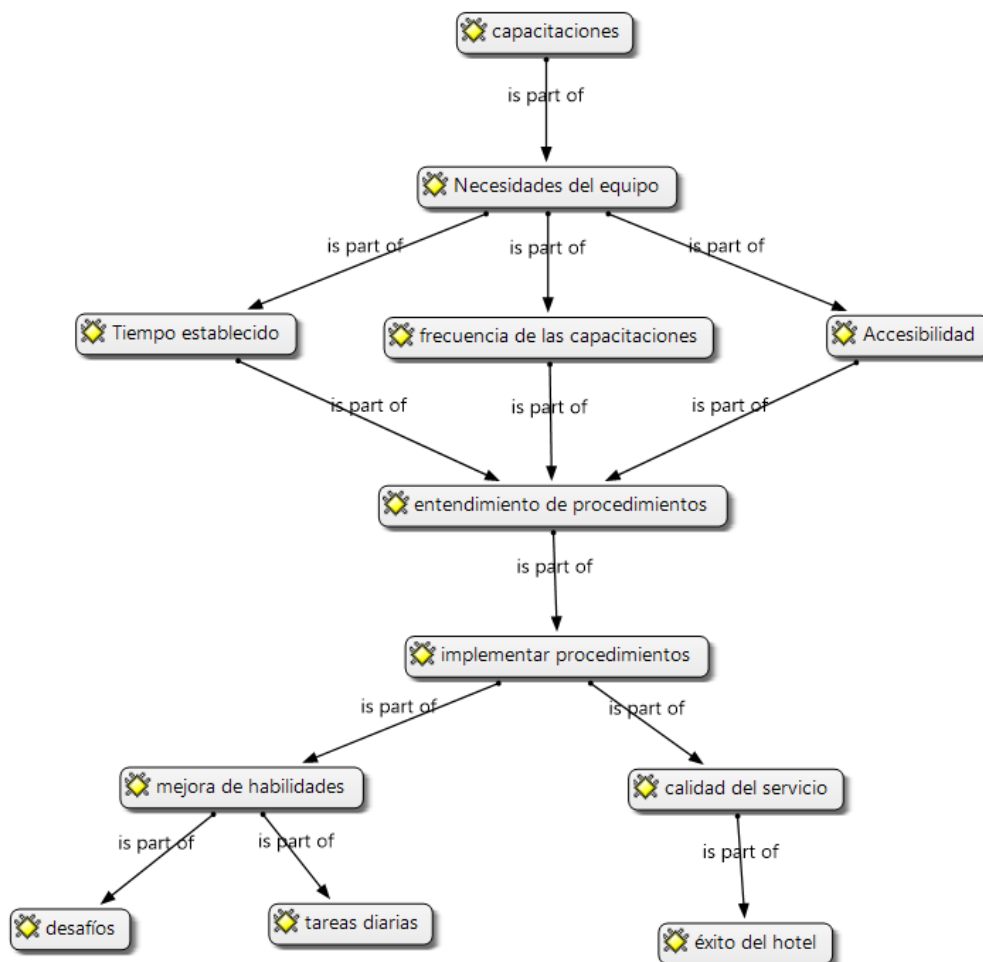 capacitaciones
is part of
Necesidades del equipo
is part of
is part of
is part of
Tiempo establecido
frecuencia de las capacitaciones
Accesibilidad
is part of
is part of
is part of
entendimiento de procedimientos
is part of
implementar procedimientos
is part of
is part of
mejora de habilidades
calidad del servicio
is part of
is part of
is part of
desafíos
tareas diarias
éxito del hotel